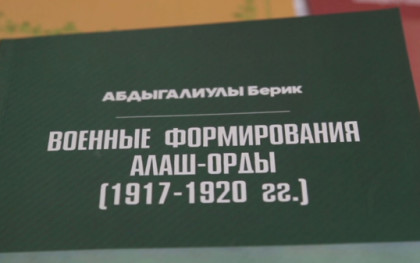 АБДЫГАЛИУЛЫ Берик
ВОЕННЫЕ ФОРМИРОВАНИЯ
АЛАШ-ОРДЫ
(1917-1920 гг.)